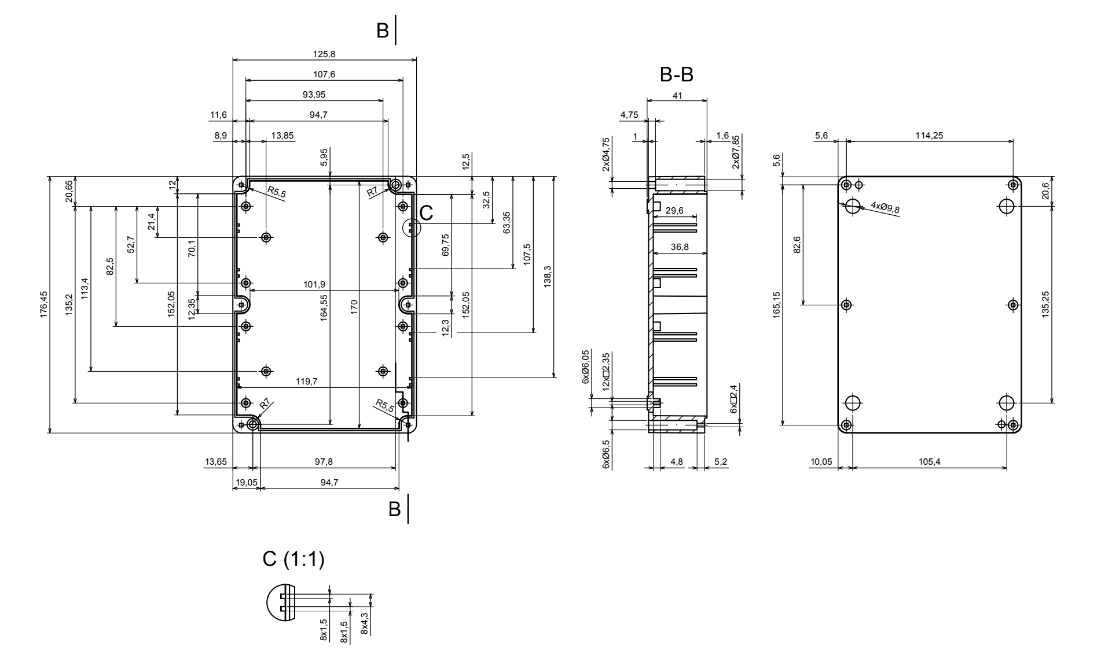 B
125,8
107,6
93,95
11,6
94,7
8,9
13,85
5,95
12,5
20,65
12
R5,5
R7
C
21,4
32,5
52,7
70,1
69,75
63,35
82,5
101,9
107,5
113,4
138,3
135,2
152,05
12,35
164,55
170
152,05
12,3
176,45
119,7
R7
R5,5
13,65
97,8
19,05
94,7
B
B-B
41
4,75
1
1,6
2xØ4,75
2xØ7,85
29,6
36,8
6xØ6,05
12x□2,35
6x□2,4
6xØ6,5
4,8
5,2
5,6
114,25
5,6
20,6
4xØ9,8
82,6
165,15
135,25
10,05
105,4
C (1:1)
8x1,5
8x1,5
8x4,3